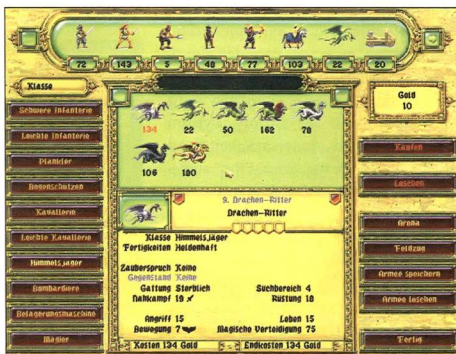 72 143 5 48 77 103 22 20
Klasse
Schwere Infanterie
Leichte Infanterie
Plänkler
Bogenschützen
Kavallerie
Leichte Kavallerie
Himmelsjäger
Bombardiere
Belagerungsmaschine
Magier
134 22 50 162 78
106 180
9. Drachen-Ritter
Drachen-Ritter
Klasse Himmelsjäger
Fertigkeiten Heldenhaft
Zauberspruch Keine
Gegenstand Keine
Gattung Sterblich Suchbereich 4
Nahkampf 19 Rüstung 18
Angriff 15 Leben 15
Bewegung 7 Magische Verteidigung 75
Kosten 134 Gold Endkosten 134 Gold
Gold
10
Kaufen
Löschen
Arena
Feldzug
Armee speichern
Armee löschen
Fertig